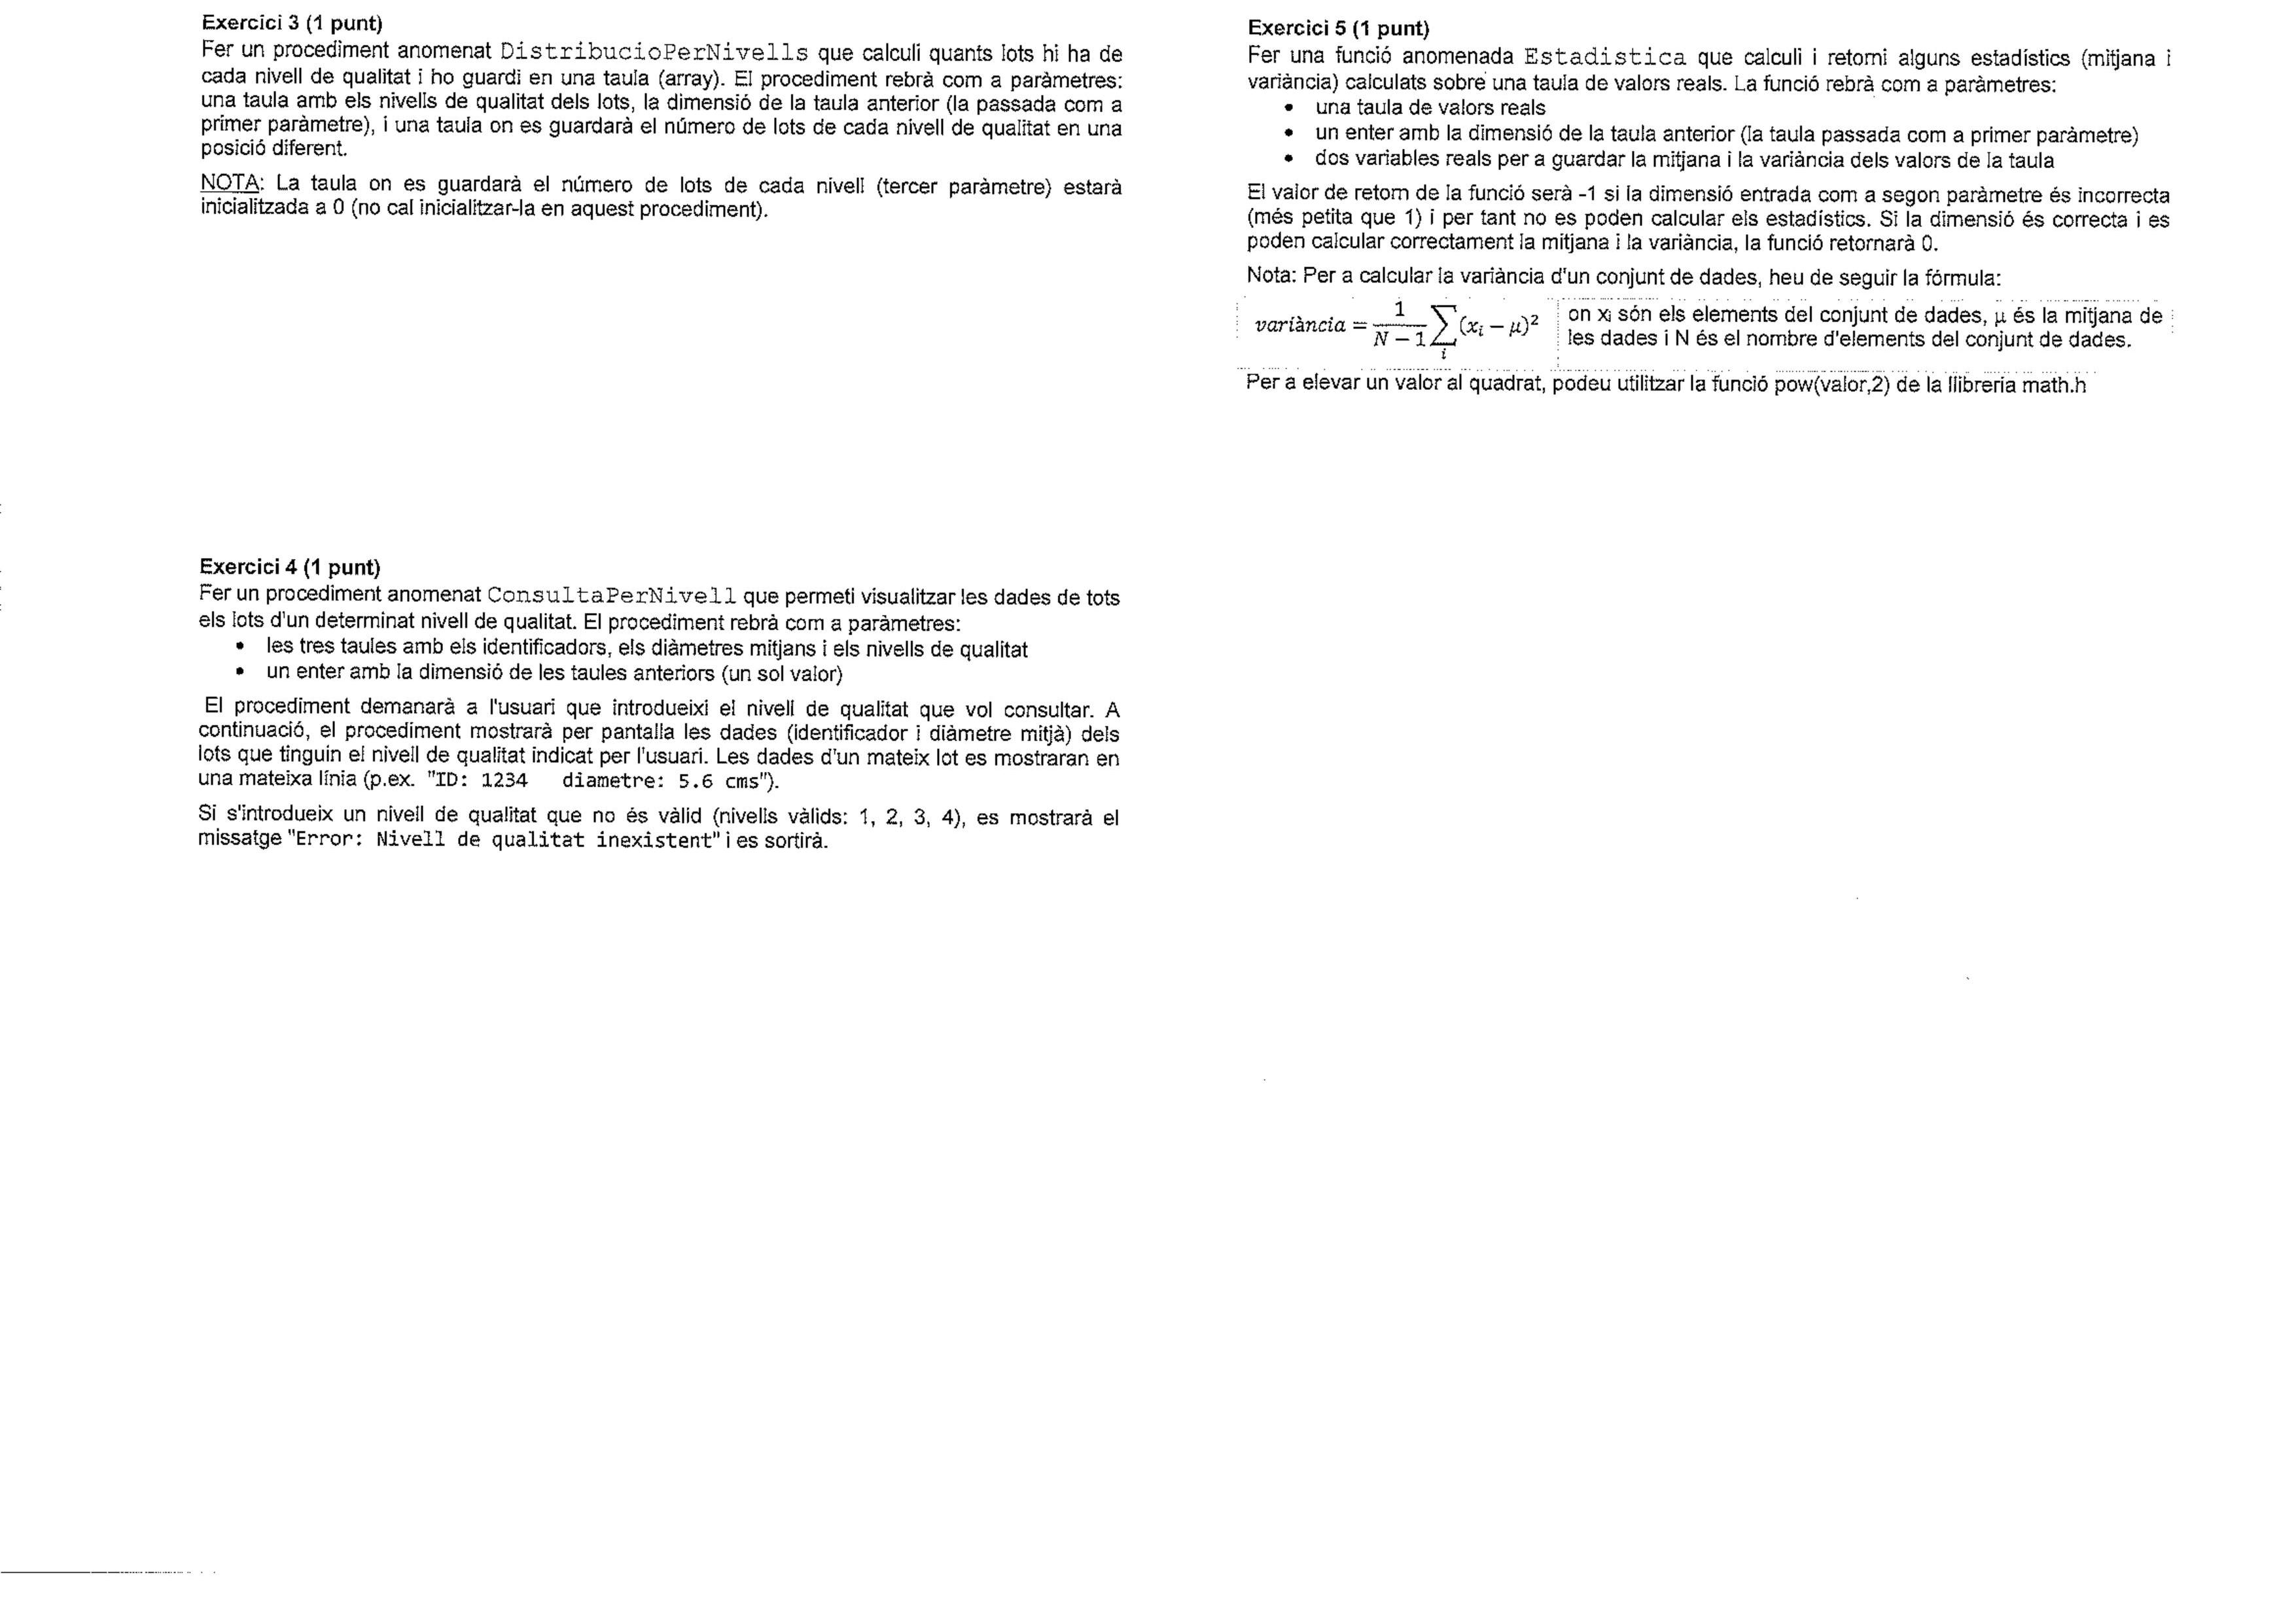 Exercici 3 (1 punt)
Fer un procediment anomenat DistribucioPerNivells que calculi quants lots hi ha de
cada nivell de qualitat i ho guardi en una taula (array). El procediment rebrà com a paràmetres:
una taula amb els nivells de qualitat dels lots, la dimensió de la taula anterior (la passada com a
primer paràmetre), i una taula on es guardarà el número de lots de cada nivell de qualitat en una
posició diferent.
NOTA: La taula on es guardarà el número de lots de cada nivell (tercer paràmetre) estarà
inicialitzada a 0 (no cal inicialitzar-la en aquest procediment).
Exercici 4 (1 punt)
Fer un procediment anomenat ConsultaPerNivell que permeti visualitzar les dades de tots
els lots d'un determinat nivell de qualitat. El procediment rebrà com a paràmetres:
• les tres taules amb els identificadors, els diàmetres mitjans i els nivells de qualitat
• un enter amb la dimensió de les taules anteriors (un sol valor)
El procediment demanarà a l'usuari que introdueixi el nivell de qualitat que vol consultar. A
continuació, el procediment mostrarà per pantalla les dades (identificador i diàmetre mitjà) dels
lots que tinguin el nivell de qualitat indicat per l'usuari. Les dades d'un mateix lot es mostraran en
una mateixa línia (p.ex. "ID: 1234 diametre: 5.6 cms").
Si s'introdueix un nivell de qualitat que no és vàlid (nivells vàlids: 1, 2, 3, 4), es mostrarà el
missatge "Error: Nivell de qualitat inexistent" i es sortirà.
Exercici 5 (1 punt)
Fer una funció anomenada Estadistica que calculi i retorni alguns estadístics (mitjana i
variància) calculats sobre una taula de valors reals. La funció rebrà com a paràmetres:
• una taula de valors reals
• un enter amb la dimensió de la taula anterior (la taula passada com a primer paràmetre)
• dos variables reals per a guardar la mitjana i la variància dels valors de la taula
El valor de retorn de la funció serà -1 si la dimensió entrada com a segon paràmetre és incorrecta
(més petita que 1) i per tant no es poden calcular els estadístics. Si la dimensió és correcta i es
poden calcular correctament la mitjana i la variància, la funció retornarà 0.
Nota: Per a calcular la variància d'un conjunt de dades, heu de seguir la fórmula:
variància = 1/(N − 1) ∑i (xi − μ)²
on xi són els elements del conjunt de dades, μ és la mitjana de
les dades i N és el nombre d'elements del conjunt de dades.
Per a elevar un valor al quadrat, podeu utilitzar la funció pow(valor,2) de la llibreria math.h